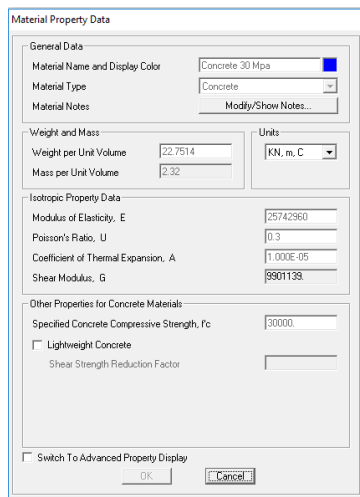 Material Property Data
General Data
Material Name and Display Color Concrete 30 Mpa
Material Type Concrete
Material Notes Modify/Show Notes...
Weight and Mass
Weight per Unit Volume 22.7514
Mass per Unit Volume 2.32
Units
KN, m, C
Isotropic Property Data
Modulus of Elasticity, E 25742960
Poisson's Ratio, U 0.3
Coefficient of Thermal Expansion, A 1.000E-05
Shear Modulus, G 9901139.
Other Properties for Concrete Materials
Specified Concrete Compressive Strength, f'c 30000.
Lightweight Concrete
Shear Strength Reduction Factor
Switch To Advanced Property Display
OK Cancel